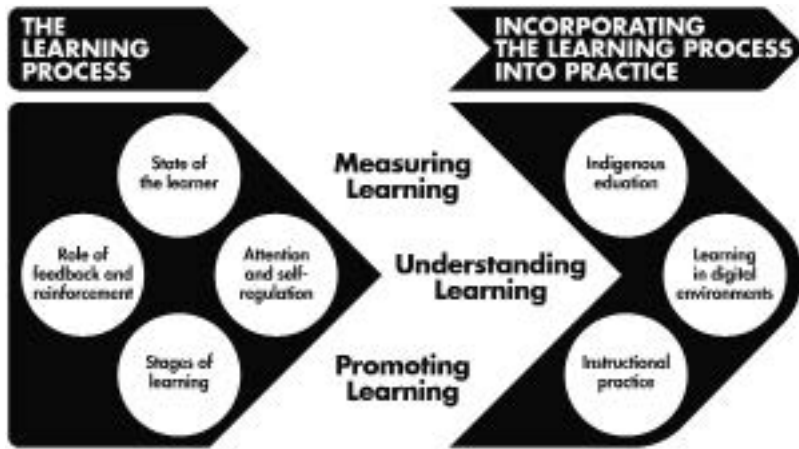 THE
LEARNING
PROCESS
INCORPORATING
THE LEARNING PROCESS
INTO PRACTICE
State of
the learner
Role of
feedback and
reinforcement
Attention
and self-
regulation
Stages of
learning
Measuring
Learning
Understanding
Learning
Promoting
Learning
Indigenous
eduation
Learning
in digital
environments
Instructional
practice